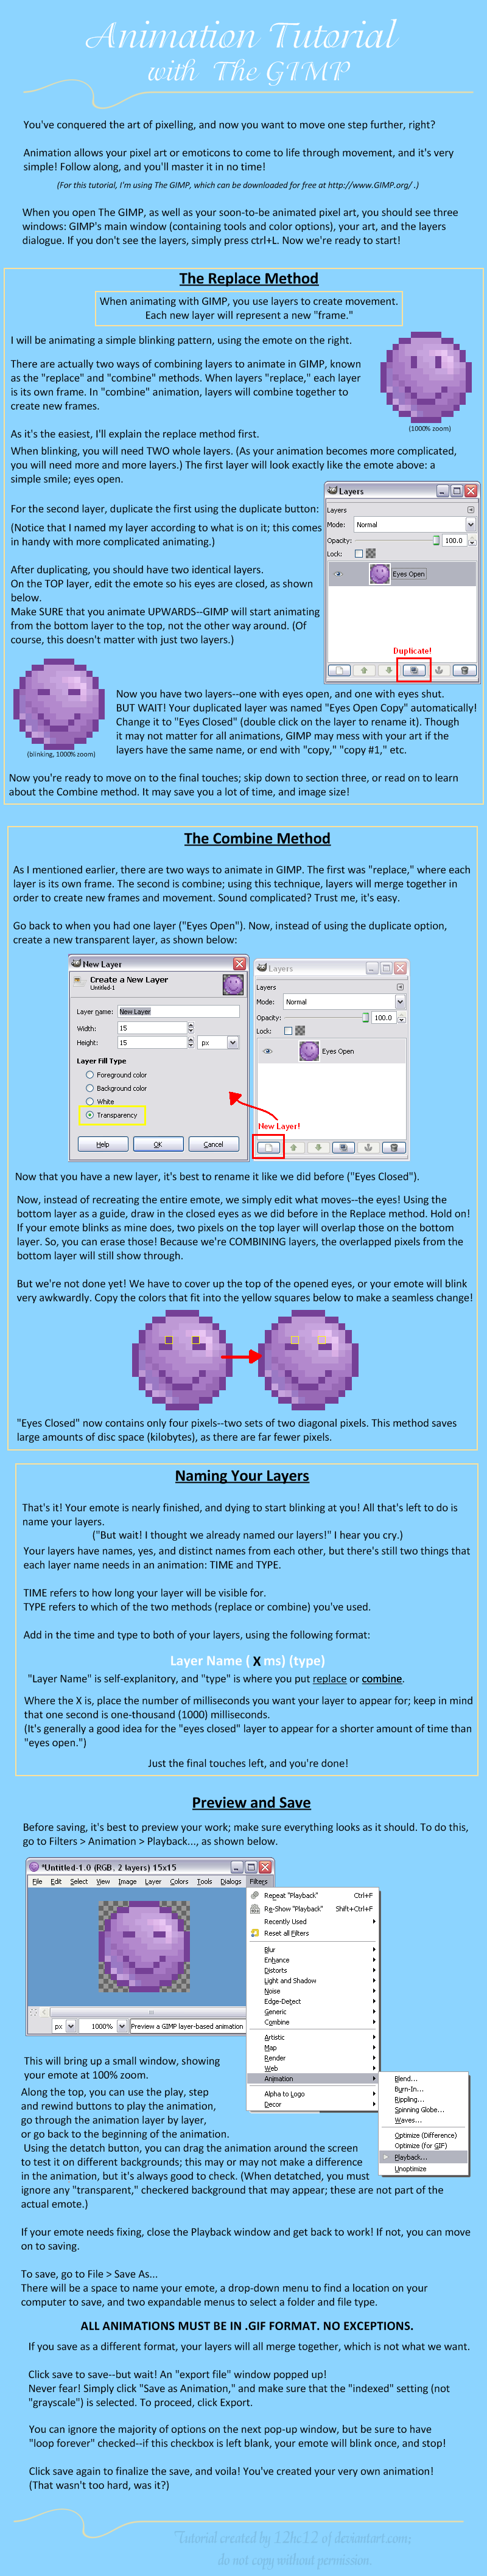 Animation Tutorial
with The GIMP
You've conquered the art of pixelling, and now you want to move one step further, right?
Animation allows your pixel art or emoticons to come to life through movement, and it's very
simple! Follow along, and you'll master it in no time!
(For this tutorial, I'm using The GIMP, which can be downloaded for free at http://www.GIMP.org/ .)
When you open The GIMP, as well as your soon-to-be animated pixel art, you should see three
windows: GIMP's main window (containing tools and color options), your art, and the layers
dialogue. If you don't see the layers, simply press ctrl+L. Now we're ready to start!
The Replace Method
When animating with GIMP, you use layers to create movement.
Each new layer will represent a new "frame."
I will be animating a simple blinking pattern, using the emote on the right.
There are actually two ways of combining layers to animate in GIMP, known
as the "replace" and "combine" methods. When layers "replace," each layer
is its own frame. In "combine" animation, layers will combine together to
create new frames.
(1000% zoom)
As it's the easiest, I'll explain the replace method first.
When blinking, you will need TWO whole layers. (As your animation becomes more complicated,
you will need more and more layers.) The first layer will look exactly like the emote above: a
simple smile; eyes open.
For the second layer, duplicate the first using the duplicate button:
(Notice that I named my layer according to what is on it; this comes
in handy with more complicated animating.)
After duplicating, you should have two identical layers.
On the TOP layer, edit the emote so his eyes are closed, as shown
below.
Make SURE that you animate UPWARDS--GIMP will start animating
from the bottom layer to the top, not the other way around. (Of
course, this doesn't matter with just two layers.)
Layers
Layers
Mode: Normal
Opacity: 100.0
Lock:
Eyes Open
Duplicate!
(blinking, 1000% zoom)
Now you have two layers--one with eyes open, and one with eyes shut.
BUT WAIT! Your duplicated layer was named "Eyes Open Copy" automatically!
Change it to "Eyes Closed" (double click on the layer to rename it). Though
it may not matter for all animations, GIMP may mess with your art if the
layers have the same name, or end with "copy," "copy #1," etc.
Now you're ready to move on to the final touches; skip down to section three, or read on to learn
about the Combine method. It may save you a lot of time, and image size!
The Combine Method
As I mentioned earlier, there are two ways to animate in GIMP. The first was "replace," where each
layer is its own frame. The second is combine; using this technique, layers will merge together in
order to create new frames and movement. Sound complicated? Trust me, it's easy.
Go back to when you had one layer ("Eyes Open"). Now, instead of using the duplicate option,
create a new transparent layer, as shown below:
New Layer
Create a New Layer
Untitled-1
Layer name: New Layer
Width: 15
Height: 15 px
Layer Fill Type
Foreground color
Background color
White
Transparency
Help OK Cancel
Layers
Layers
Mode: Normal
Opacity: 100.0
Lock:
Eyes Open
New Layer!
Now that you have a new layer, it's best to rename it like we did before ("Eyes Closed").
Now, instead of recreating the entire emote, we simply edit what moves--the eyes! Using the
bottom layer as a guide, draw in the closed eyes as we did before in the Replace method. Hold on!
If your emote blinks as mine does, two pixels on the top layer will overlap those on the bottom
layer. So, you can erase those! Because we're COMBINING layers, the overlapped pixels from the
bottom layer will still show through.
But we're not done yet! We have to cover up the top of the opened eyes, or your emote will blink
very awkwardly. Copy the colors that fit into the yellow squares below to make a seamless change!
"Eyes Closed" now contains only four pixels--two sets of two diagonal pixels. This method saves
large amounts of disc space (kilobytes), as there are far fewer pixels.
Naming Your Layers
That's it! Your emote is nearly finished, and dying to start blinking at you! All that's left to do is
name your layers.
("But wait! I thought we already named our layers!" I hear you cry.)
Your layers have names, yes, and distinct names from each other, but there's still two things that
each layer name needs in an animation: TIME and TYPE.
TIME refers to how long your layer will be visible for.
TYPE refers to which of the two methods (replace or combine) you've used.
Add in the time and type to both of your layers, using the following format:
Layer Name ( X ms) (type)
"Layer Name" is self-explanitory, and "type" is where you put replace or combine.
Where the X is, place the number of milliseconds you want your layer to appear for; keep in mind
that one second is one-thousand (1000) milliseconds.
(It's generally a good idea for the "eyes closed" layer to appear for a shorter amount of time than
"eyes open.")
Just the final touches left, and you're done!
Preview and Save
Before saving, it's best to preview your work; make sure everything looks as it should. To do this,
go to Filters > Animation > Playback..., as shown below.
*Untitled-1.0 (RGB, 2 layers) 15x15
File Edit Select View Image Layer Colors Tools Dialogs Filters
px 1000% Preview a GIMP layer-based animation
Repeat "Playback" Ctrl+F
Re-Show "Playback" Shift+Ctrl+F
Recently Used
Reset all Filters
Blur
Enhance
Distorts
Light and Shadow
Noise
Edge-Detect
Generic
Combine
Artistic
Map
Render
Web
Animation
Alpha to Logo
Decor
Blend...
Burn-In...
Rippling...
Spinning Globe...
Waves...
Optimize (Difference)
Optimize (for GIF)
Playback...
Unoptimize
This will bring up a small window, showing
your emote at 100% zoom.
Along the top, you can use the play, step
and rewind buttons to play the animation,
go through the animation layer by layer,
or go back to the beginning of the animation.
Using the detatch button, you can drag the animation around the screen
to test it on different backgrounds; this may or may not make a difference
in the animation, but it's always good to check. (When detatched, you must
ignore any "transparent," checkered background that may appear; these are not part of the
actual emote.)
If your emote needs fixing, close the Playback window and get back to work! If not, you can move
on to saving.
To save, go to File > Save As...
There will be a space to name your emote, a drop-down menu to find a location on your
computer to save, and two expandable menus to select a folder and file type.
ALL ANIMATIONS MUST BE IN .GIF FORMAT. NO EXCEPTIONS.
If you save as a different format, your layers will all merge together, which is not what we want.
Click save to save--but wait! An "export file" window popped up!
Never fear! Simply click "Save as Animation," and make sure that the "indexed" setting (not
"grayscale") is selected. To proceed, click Export.
You can ignore the majority of options on the next pop-up window, but be sure to have
"loop forever" checked--if this checkbox is left blank, your emote will blink once, and stop!
Click save again to finalize the save, and voila! You've created your very own animation!
(That wasn't too hard, was it?)
Tutorial created by 12hc12 of deviantart.com;
do not copy without permission.